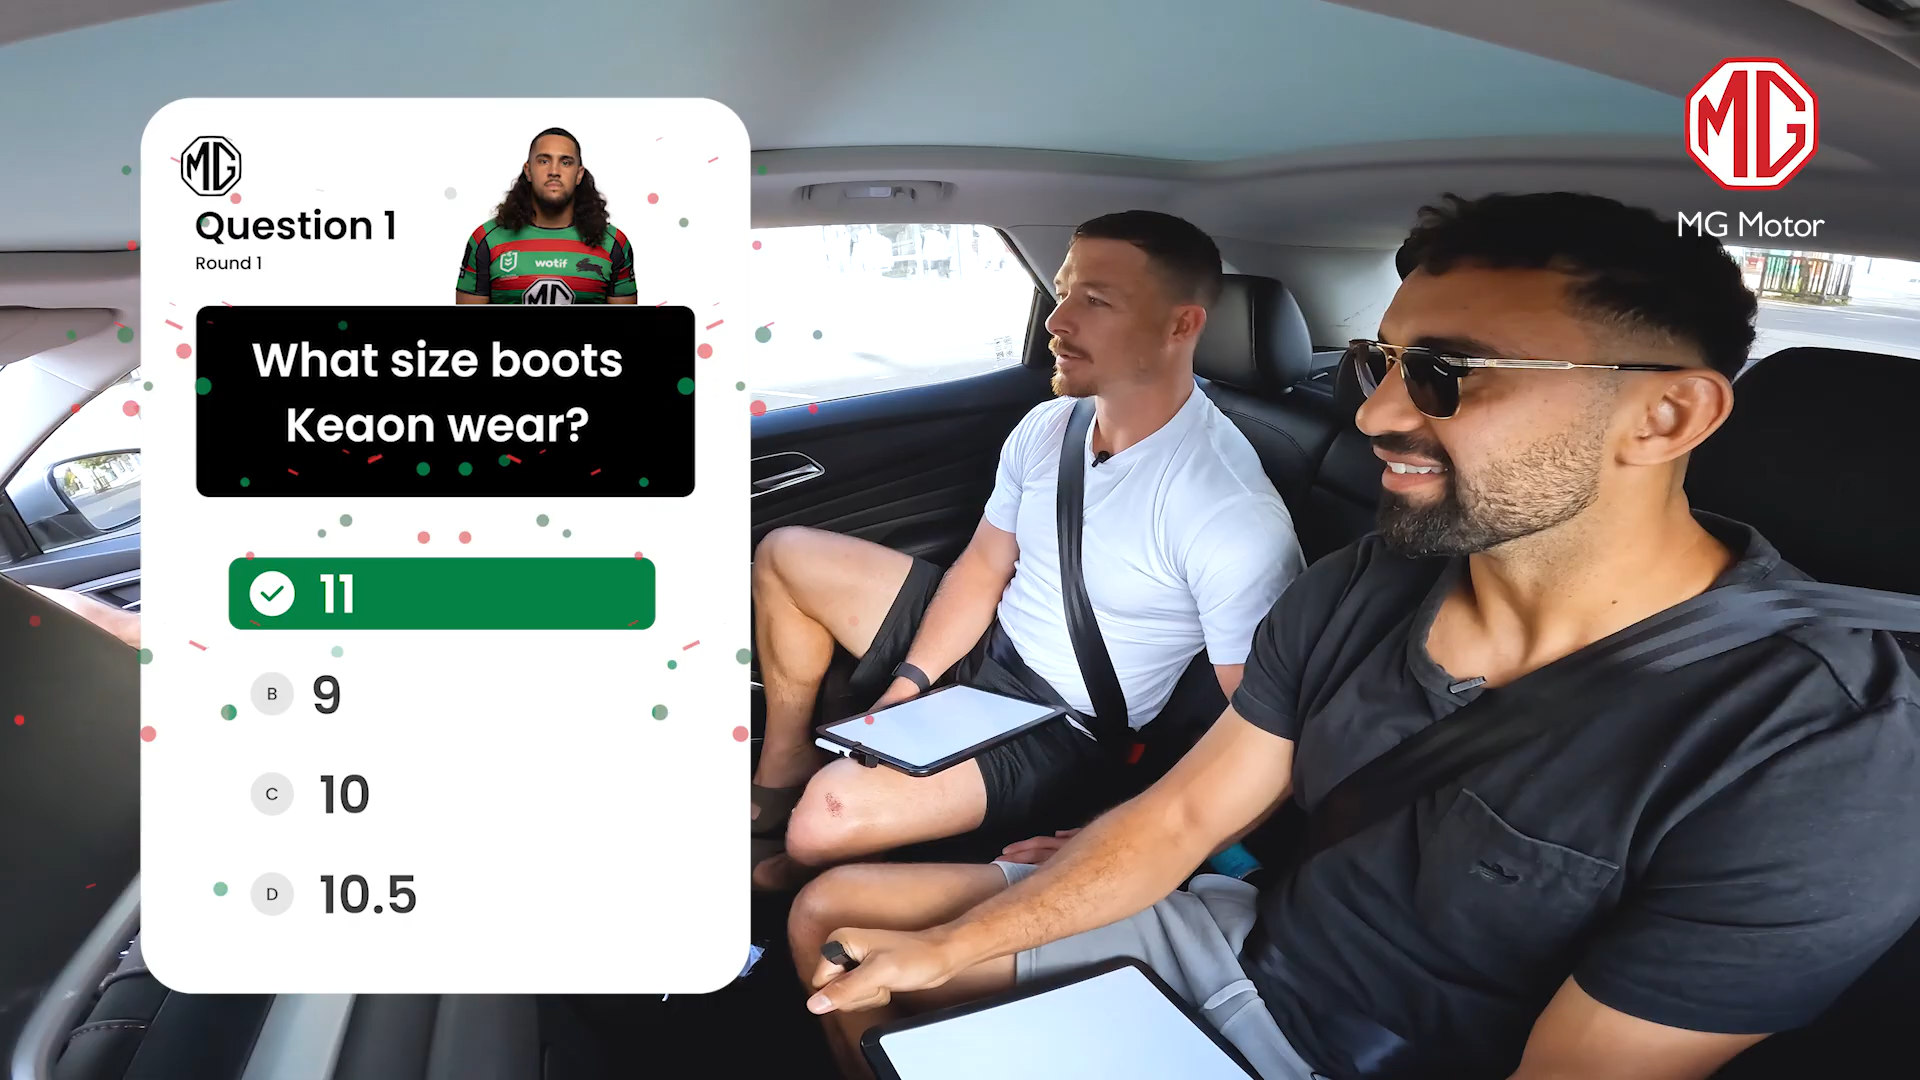 MG
Question 1
Round 1
wotif
MG
What size boots
Keaon wear?
11
B 9
C 10
D 10.5
MG
MG Motor